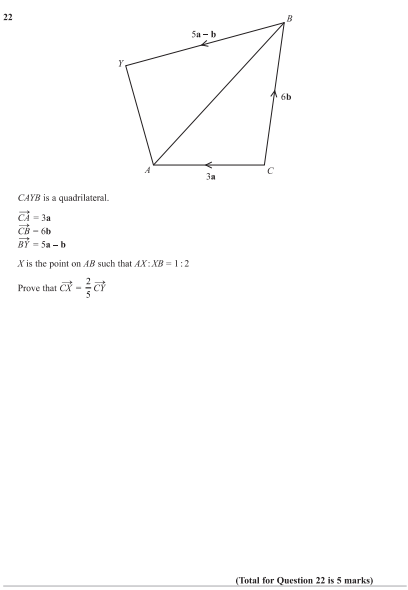 22
B
5a – b
Y
6b
A
C
3a
CAYB is a quadrilateral.
CA⃗ = 3a
CB⃗ = 6b
BY⃗ = 5a – b
X is the point on AB such that AX : XB = 1 : 2
Prove that CX⃗ = 2/5 CY⃗
(Total for Question 22 is 5 marks)